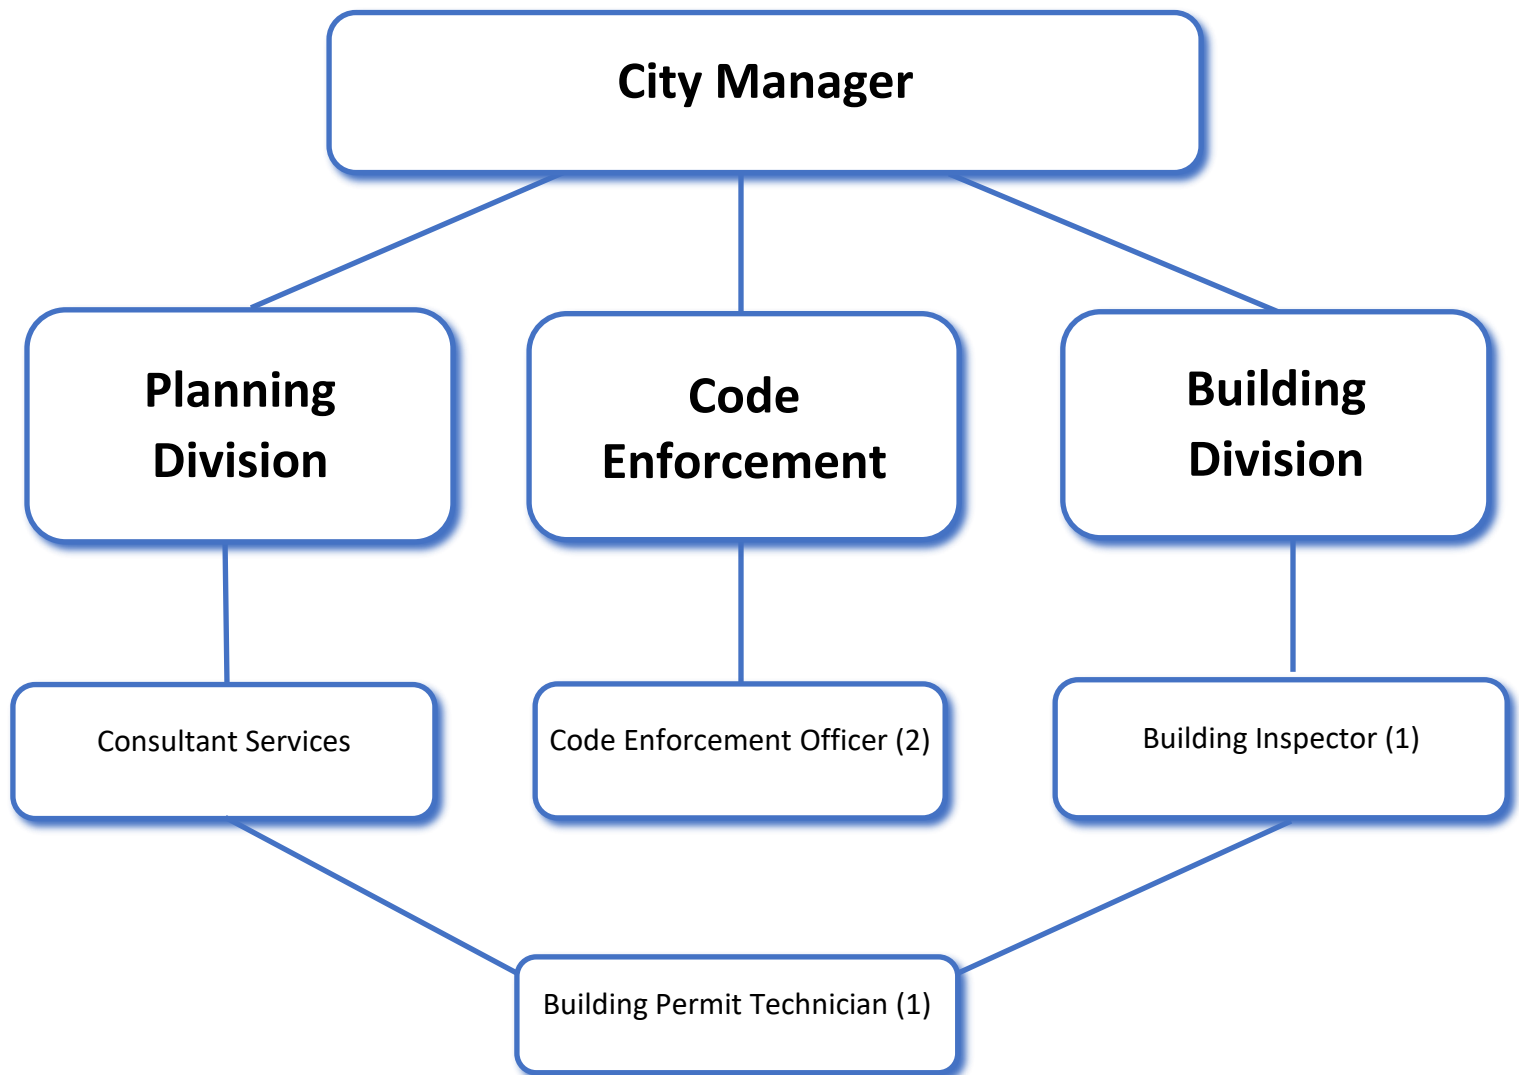 City Manager
Planning
Division
Code
Enforcement
Building
Division
Consultant Services
Code Enforcement Officer (2)
Building Inspector (1)
Building Permit Technician (1)